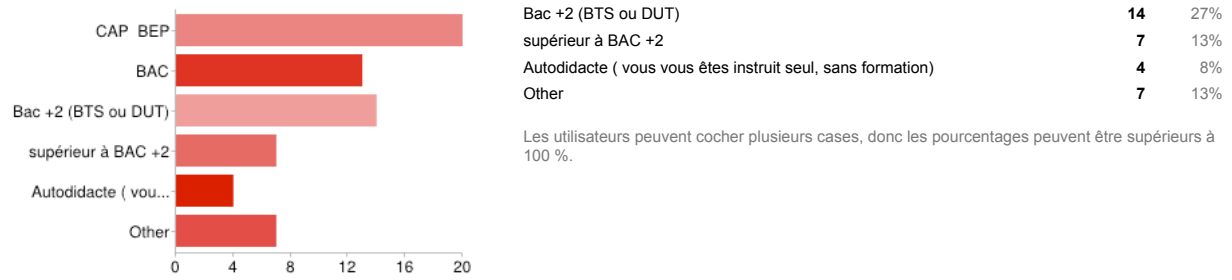 CAP BEP
BAC
Bac +2 (BTS ou DUT)
supérieur à BAC +2
Autodidacte ( vou...
Other
0 4 8 12 16 20
Bac +2 (BTS ou DUT) 14 27%
supérieur à BAC +2 7 13%
Autodidacte ( vous vous êtes instruit seul, sans formation) 4 8%
Other 7 13%
Les utilisateurs peuvent cocher plusieurs cases, donc les pourcentages peuvent être supérieurs à
100 %.